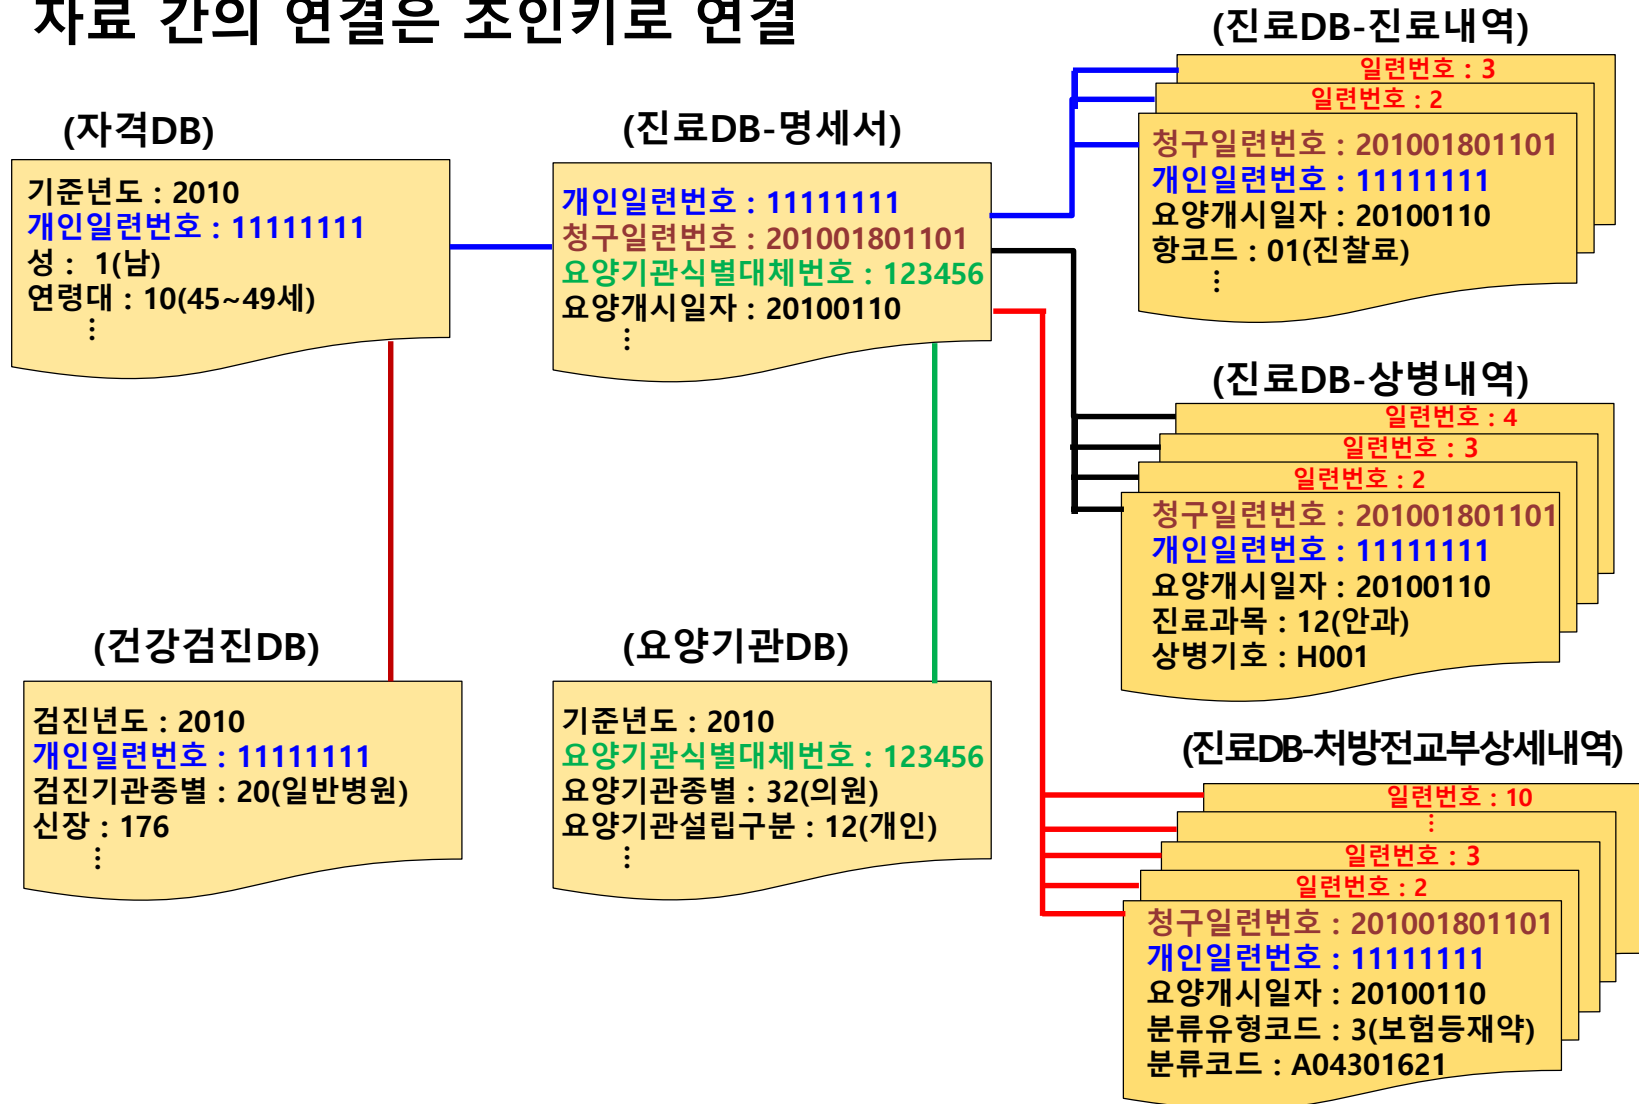 자료 간의 연결은 조인키로 연결
(자격DB)
기준년도 : 2010
개인일련번호 : 11111111
성 : 1(남)
연령대 : 10(45~49세)
⋮
(진료DB-명세서)
개인일련번호 : 11111111
청구일련번호 : 201001801101
요양기관식별대체번호 : 123456
요양개시일자 : 20100110
⋮
(진료DB-진료내역)
일련번호 : 3
일련번호 : 2
청구일련번호 : 201001801101
개인일련번호 : 11111111
요양개시일자 : 20100110
항코드 : 01(진찰료)
⋮
(진료DB-상병내역)
일련번호 : 4
일련번호 : 3
일련번호 : 2
청구일련번호 : 201001801101
개인일련번호 : 11111111
요양개시일자 : 20100110
진료과목 : 12(안과)
상병기호 : H001
(건강검진DB)
검진년도 : 2010
개인일련번호 : 11111111
검진기관종별 : 20(일반병원)
신장 : 176
⋮
(요양기관DB)
기준년도 : 2010
요양기관식별대체번호 : 123456
요양기관종별 : 32(의원)
요양기관설립구분 : 12(개인)
⋮
(진료DB-처방전교부상세내역)
일련번호 : 10
⋮
일련번호 : 3
일련번호 : 2
청구일련번호 : 201001801101
개인일련번호 : 11111111
요양개시일자 : 20100110
분류유형코드 : 3(보험등재약)
분류코드 : A04301621